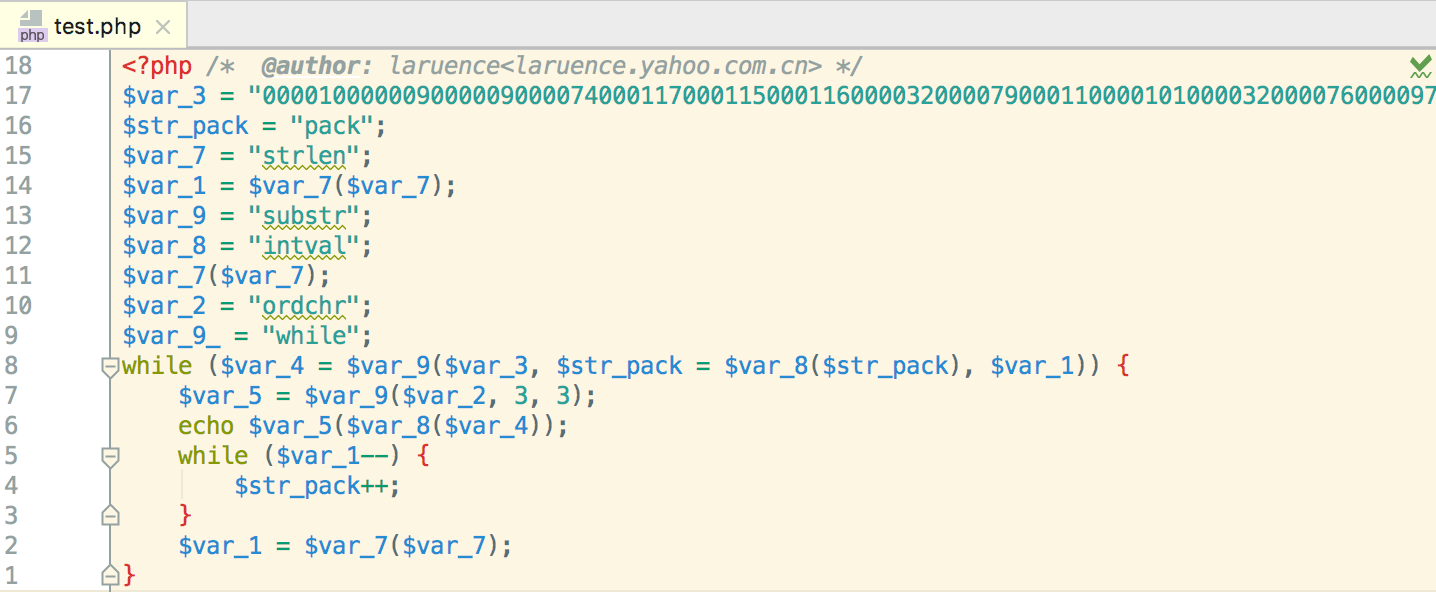 php test.php
18 <?php /*  @author: laruence<laruence.yahoo.com.cn> */
17 $var_3 = "000010000009000009000074000117000115000116000032000079000110000101000032000076000097
16 $str_pack = "pack";
15 $var_7 = "strlen";
14 $var_1 = $var_7($var_7);
13 $var_9 = "substr";
12 $var_8 = "intval";
11 $var_7($var_7);
10 $var_2 = "ordchr";
9 $var_9_ = "while";
8 while ($var_4 = $var_9($var_3, $str_pack = $var_8($str_pack), $var_1)) {
7     $var_5 = $var_9($var_2, 3, 3);
6     echo $var_5($var_8($var_4));
5     while ($var_1--) {
4         $str_pack++;
3     }
2     $var_1 = $var_7($var_7);
1 }